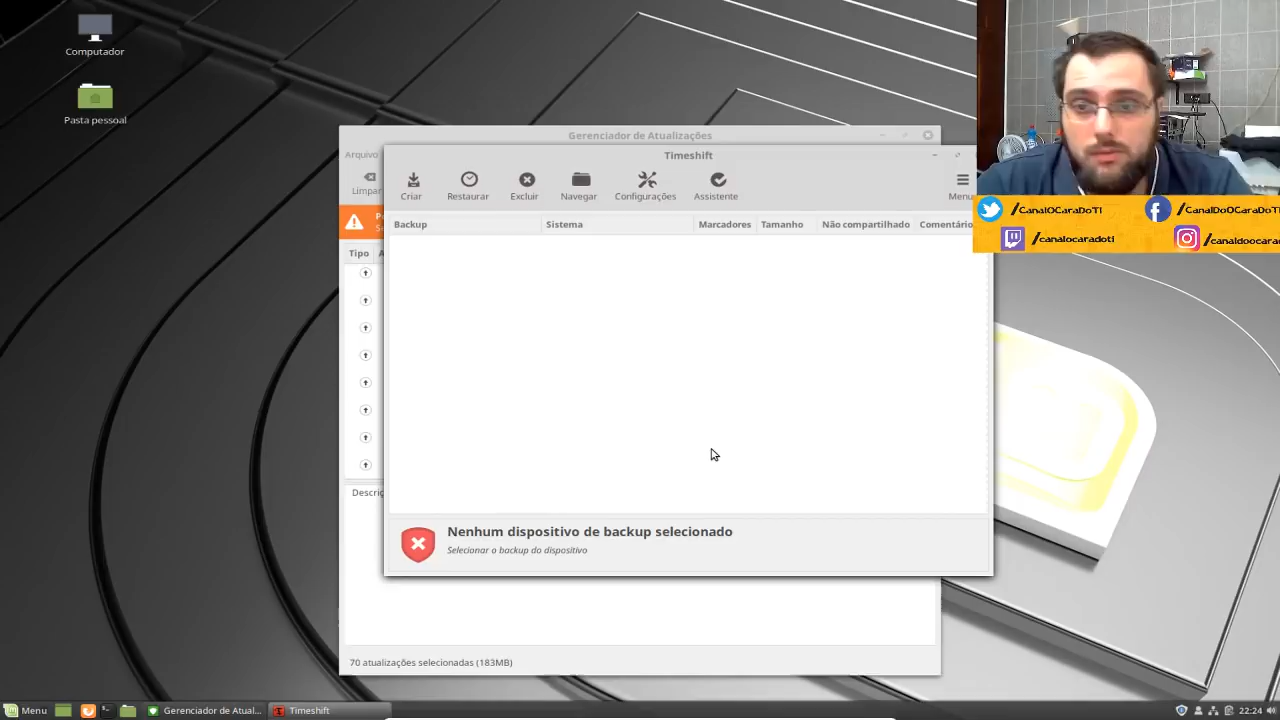 Computador
Pasta pessoal
Gerenciador de Atualizações
Arquivo
Limpar
Tipo
Descriç
70 atualizações selecionadas (183MB)
Timeshift
Criar
Restaurar
Excluir
Navegar
Configurações
Assistente
Menu
Backup
Sistema
Marcadores
Tamanho
Não compartilhado
Comentário
Nenhum dispositivo de backup selecionado
Selecionar o backup do dispositivo
/CanalOCaraDoTI
/CanalDoOCaraDoTI
/canalocaradoti
/canaldoocarado
Menu
Gerenciador de Atual...
Timeshift
22:24